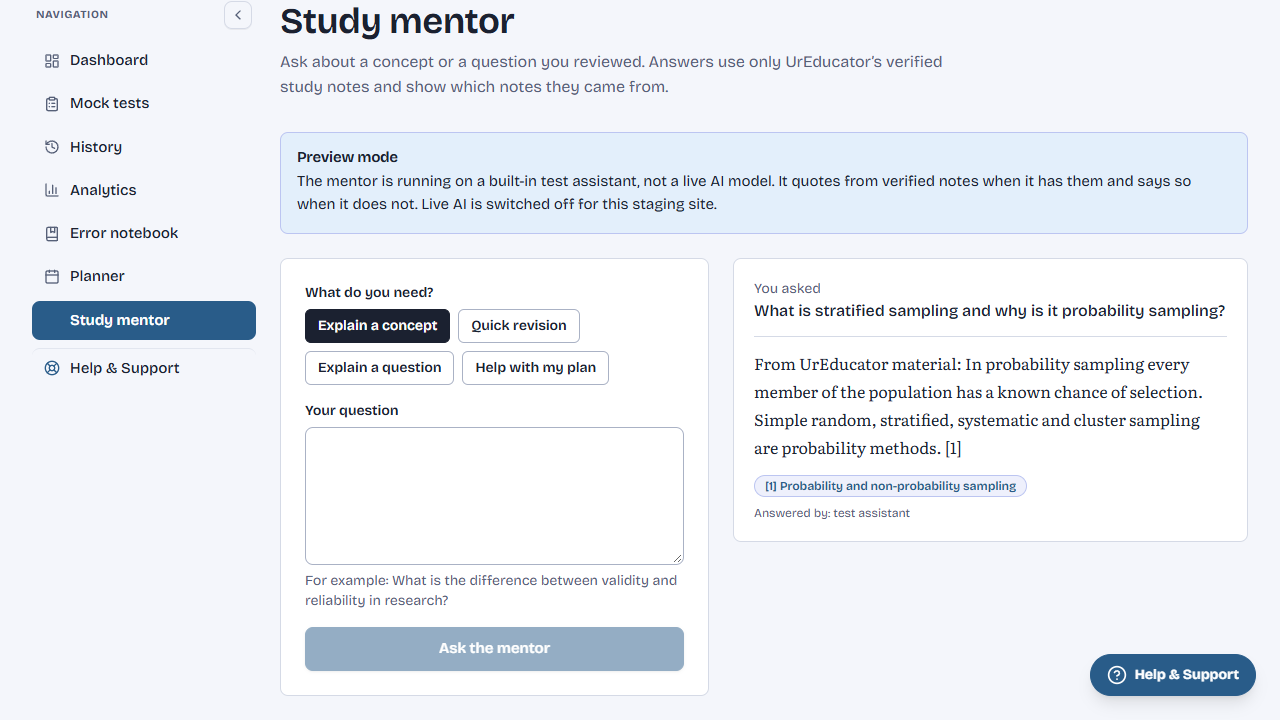 NAVIGATION
Dashboard
Mock tests
History
Analytics
Error notebook
Planner
Study mentor
Help & Support
Study mentor
Ask about a concept or a question you reviewed. Answers use only UrEducator's verified
study notes and show which notes they came from.
Preview mode
The mentor is running on a built-in test assistant, not a live AI model. It quotes from verified notes when it has them and says so
when it does not. Live AI is switched off for this staging site.
What do you need?
Explain a concept
Quick revision
Explain a question
Help with my plan
Your question
For example: What is the difference between validity and
reliability in research?
Ask the mentor
You asked
What is stratified sampling and why is it probability sampling?
From UrEducator material: In probability sampling every
member of the population has a known chance of selection.
Simple random, stratified, systematic and cluster sampling
are probability methods. [1]
[1] Probability and non-probability sampling
Answered by: test assistant
Help & Support